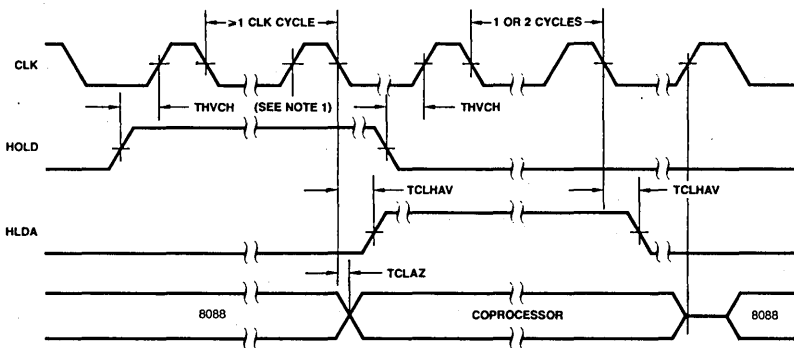 ≥1 CLK CYCLE
1 OR 2 CYCLES
CLK
THVCH
(SEE NOTE 1)
THVCH
HOLD
TCLHAV
TCLHAV
HLDA
TCLAZ
8088
COPROCESSOR
8088